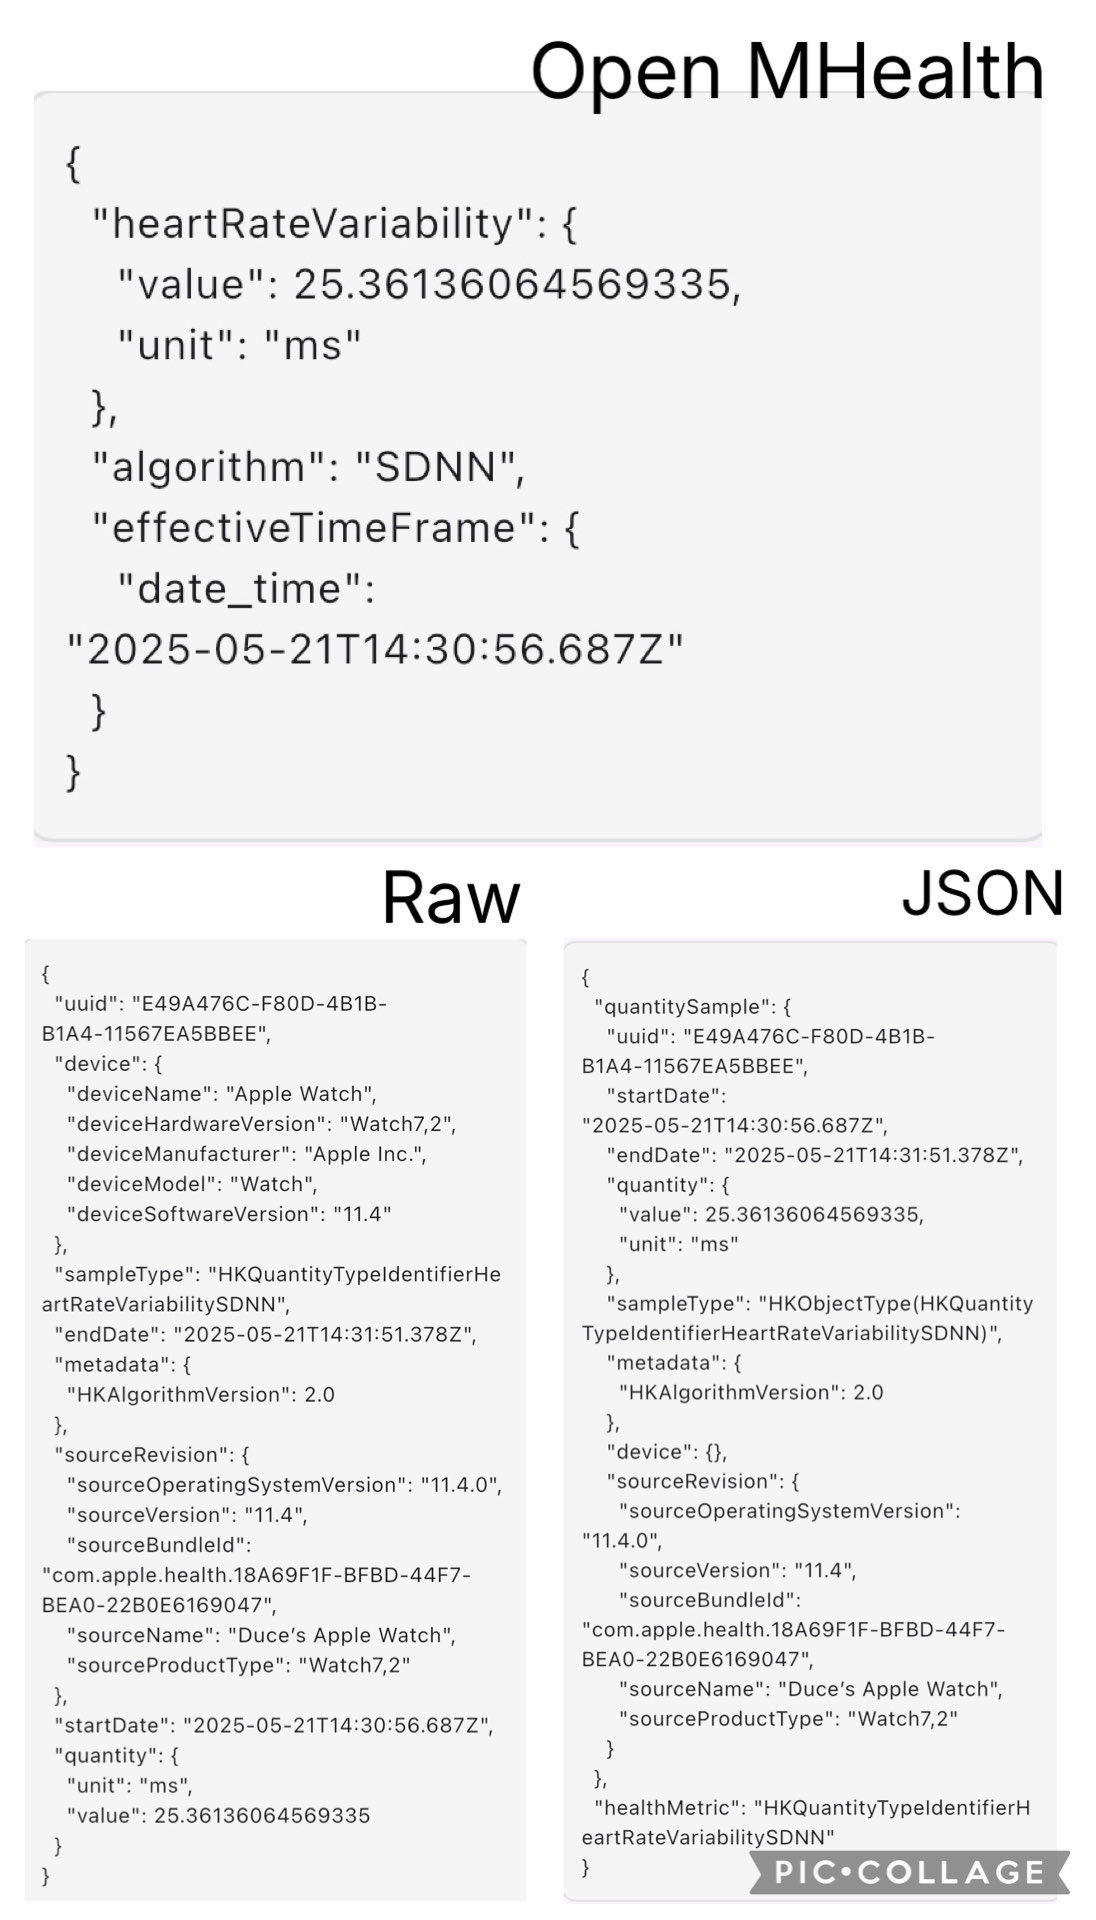 Open MHealth
{
"heartRateVariability": {
"value": 25.36136064569335,
"unit": "ms"
},
"algorithm": "SDNN",
"effectiveTimeFrame": {
"date_time":
"2025-05-21T14:30:56.687Z"
}
}
Raw
{
"uuid": "E49A476C-F80D-4B1B-
B1A4-11567EA5BBEE",
"device": {
"deviceName": "Apple Watch",
"deviceHardwareVersion": "Watch7,2",
"deviceManufacturer": "Apple Inc.",
"deviceModel": "Watch",
"deviceSoftwareVersion": "11.4"
},
"sampleType": "HKQuantityTypeIdentifierHe
artRateVariabilitySDNN",
"endDate": "2025-05-21T14:31:51.378Z",
"metadata": {
"HKAlgorithmVersion": 2.0
},
"sourceRevision": {
"sourceOperatingSystemVersion": "11.4.0",
"sourceVersion": "11.4",
"sourceBundleId":
"com.apple.health.18A69F1F-BFBD-44F7-
BEA0-22B0E6169047",
"sourceName": "Duce’s Apple Watch",
"sourceProductType": "Watch7,2"
},
"startDate": "2025-05-21T14:30:56.687Z",
"quantity": {
"unit": "ms",
"value": 25.36136064569335
}
}
JSON
{
"quantitySample": {
"uuid": "E49A476C-F80D-4B1B-
B1A4-11567EA5BBEE",
"startDate":
"2025-05-21T14:30:56.687Z",
"endDate": "2025-05-21T14:31:51.378Z",
"quantity": {
"value": 25.36136064569335,
"unit": "ms"
},
"sampleType": "HKObjectType(HKQuantity
TypeIdentifierHeartRateVariabilitySDNN)",
"metadata": {
"HKAlgorithmVersion": 2.0
},
"device": {},
"sourceRevision": {
"sourceOperatingSystemVersion":
"11.4.0",
"sourceVersion": "11.4",
"sourceBundleId":
"com.apple.health.18A69F1F-BFBD-44F7-
BEA0-22B0E6169047",
"sourceName": "Duce’s Apple Watch",
"sourceProductType": "Watch7,2"
}
},
"healthMetric": "HKQuantityTypeIdentifierH
eartRateVariabilitySDNN"
}
PIC•COLLAGE